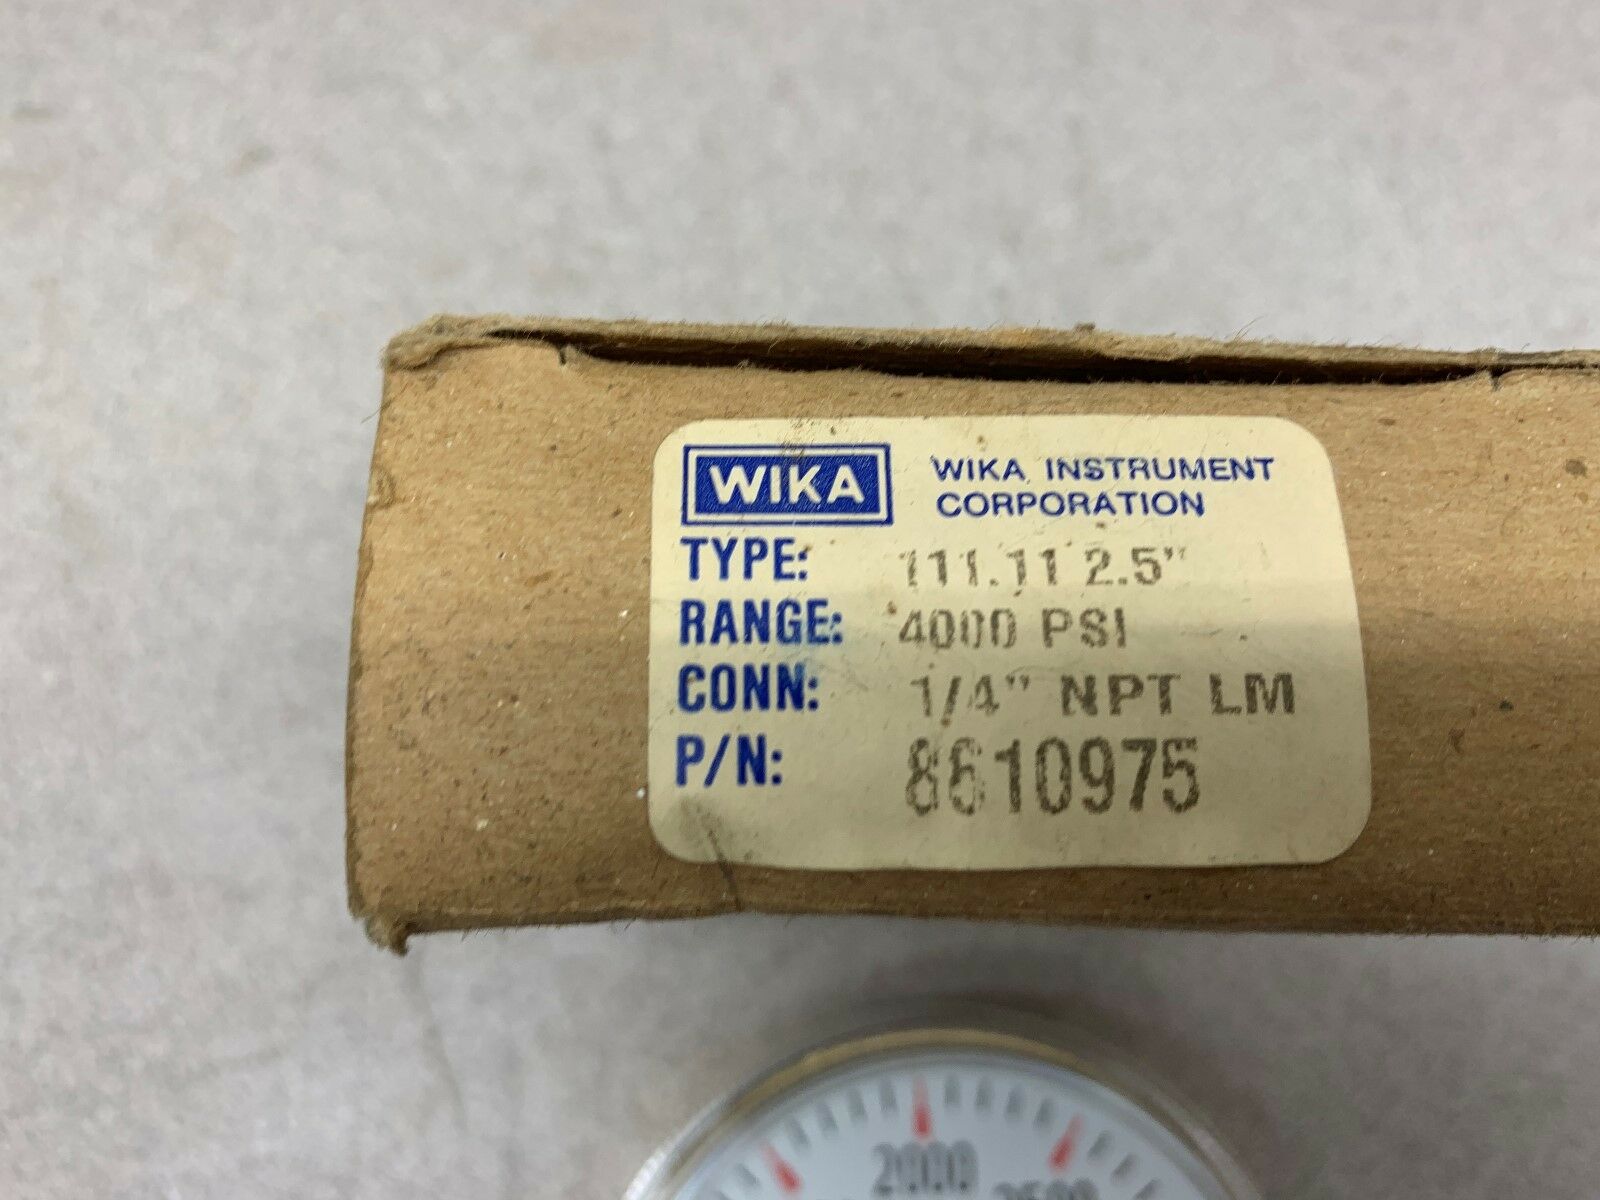 WIKA
WIKA INSTRUMENT
CORPORATION
TYPE: 111.11 2.5"
RANGE: 4000 PSI
CONN: 1/4" NPT LM
P/N: 8610975
2000
2500